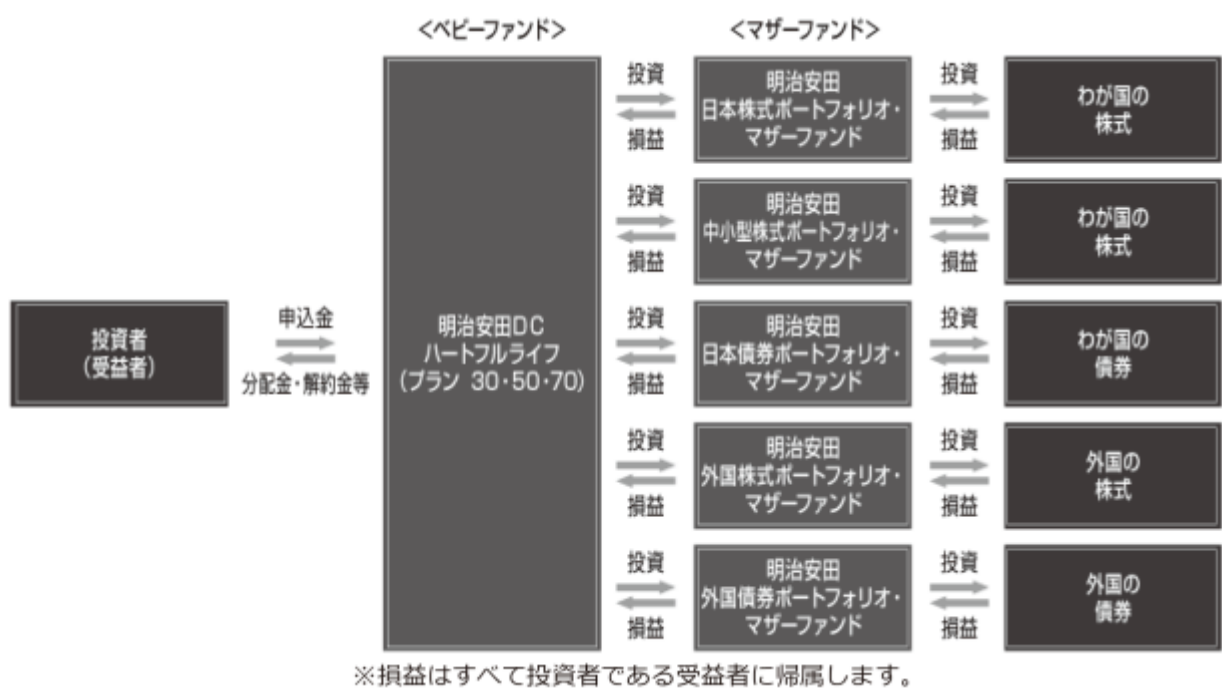 <ベビーファンド>
<マザーファンド>
投資者
(受益者)
申込金
分配金・解約金等
明治安田DC
ハートフルライフ
(プラン 30・50・70)
投資
損益
明治安田
日本株式ポートフォリオ・
マザーファンド
投資
損益
わが国の
株式
投資
損益
明治安田
中小型株式ポートフォリオ・
マザーファンド
投資
損益
わが国の
株式
投資
損益
明治安田
日本債券ポートフォリオ・
マザーファンド
投資
損益
わが国の
債券
投資
損益
明治安田
外国株式ポートフォリオ・
マザーファンド
投資
損益
外国の
株式
投資
損益
明治安田
外国債券ポートフォリオ・
マザーファンド
投資
損益
外国の
債券
※損益はすべて投資者である受益者に帰属します。